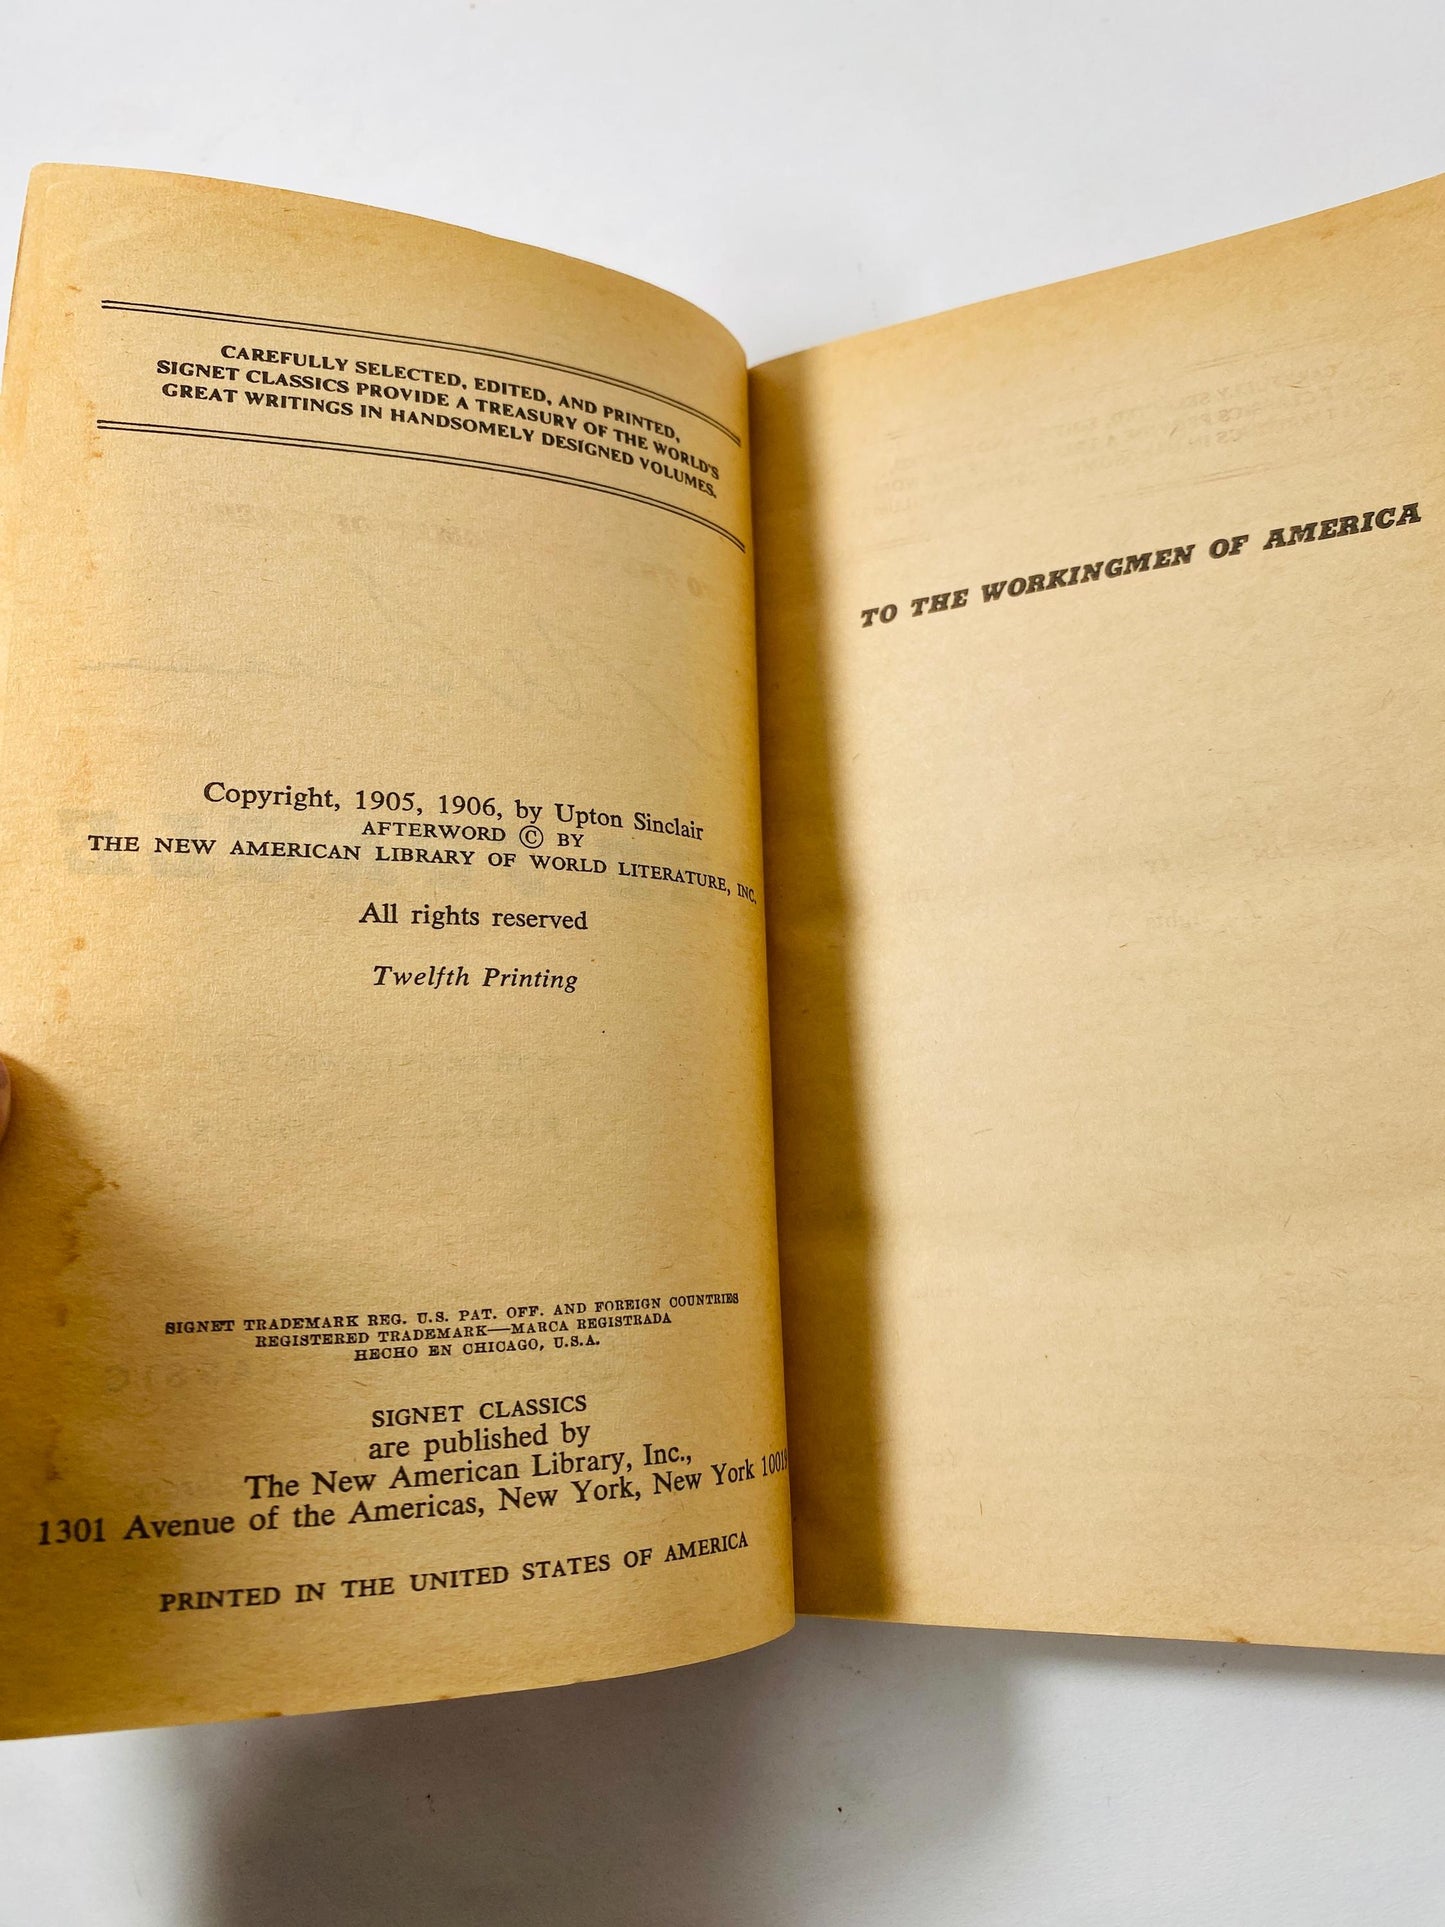 CAREFULLY SELECTED, EDITED, AND PRINTED,
SIGNET CLASSICS PROVIDE A TREASURY OF THE WORLD'S
GREAT WRITINGS IN HANDSOMELY DESIGNED VOLUMES.
Copyright, 1905, 1906, by Upton Sinclair
AFTERWORD © BY
THE NEW AMERICAN LIBRARY OF WORLD LITERATURE, INC.
All rights reserved
Twelfth Printing
SIGNET TRADEMARK REG. U.S. PAT. OFF. AND FOREIGN COUNTRIES
REGISTERED TRADEMARK—MARCA REGISTRADA
HECHO EN CHICAGO, U.S.A.
SIGNET CLASSICS
are published by
The New American Library, Inc.,
1301 Avenue of the Americas, New York, New York 10019
PRINTED IN THE UNITED STATES OF AMERICA
TO THE WORKINGMEN OF AMERICA